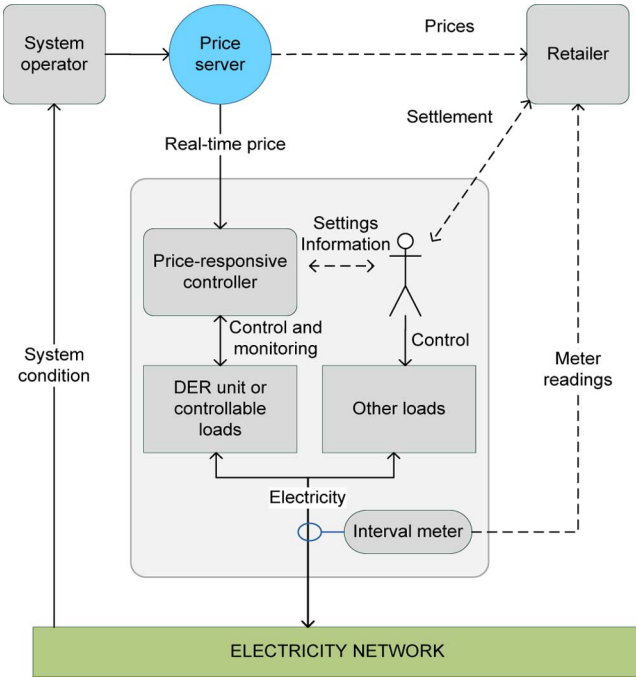 System
operator
Price
server
Prices
Retailer
Settlement
Real-time price
Settings
Information
Price-responsive
controller
Control and
monitoring
Control
System
condition
Meter
readings
DER unit or
controllable
loads
Other loads
Electricity
Interval meter
ELECTRICITY NETWORK